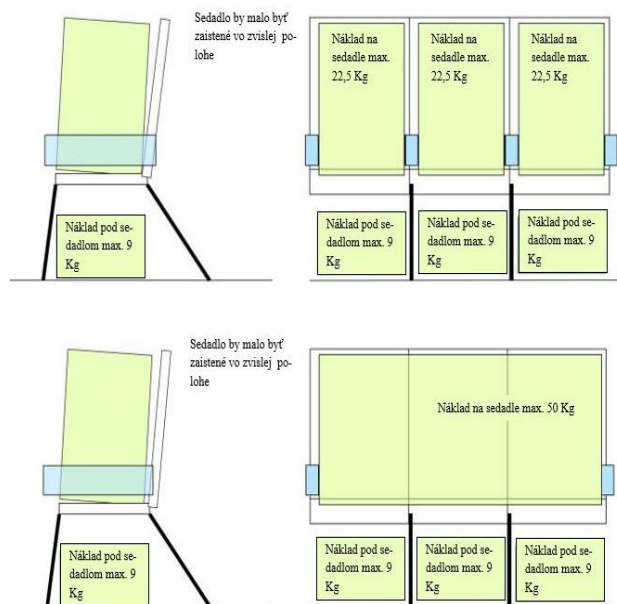 Sedadlo by malo byť
zaistené vo zvislej po-
lohe
Náklad na
sedadle max.
22,5 Kg
Náklad na
sedadle max.
22,5 Kg
Náklad na
sedadle max.
22,5 Kg
Náklad pod se-
dadlom max. 9
Kg
Náklad pod se-
dadlom max. 9
Kg
Náklad pod se-
dadlom max. 9
Kg
Náklad pod se-
dadlom max. 9
Kg
Sedadlo by malo byť
zaistené vo zvislej po-
lohe
Náklad na sedadle max. 50 Kg
Náklad pod se-
dadlom max. 9
Kg
Náklad pod se-
dadlom max. 9
Kg
Náklad pod se-
dadlom max. 9
Kg
Náklad pod se-
dadlom max. 9
Kg